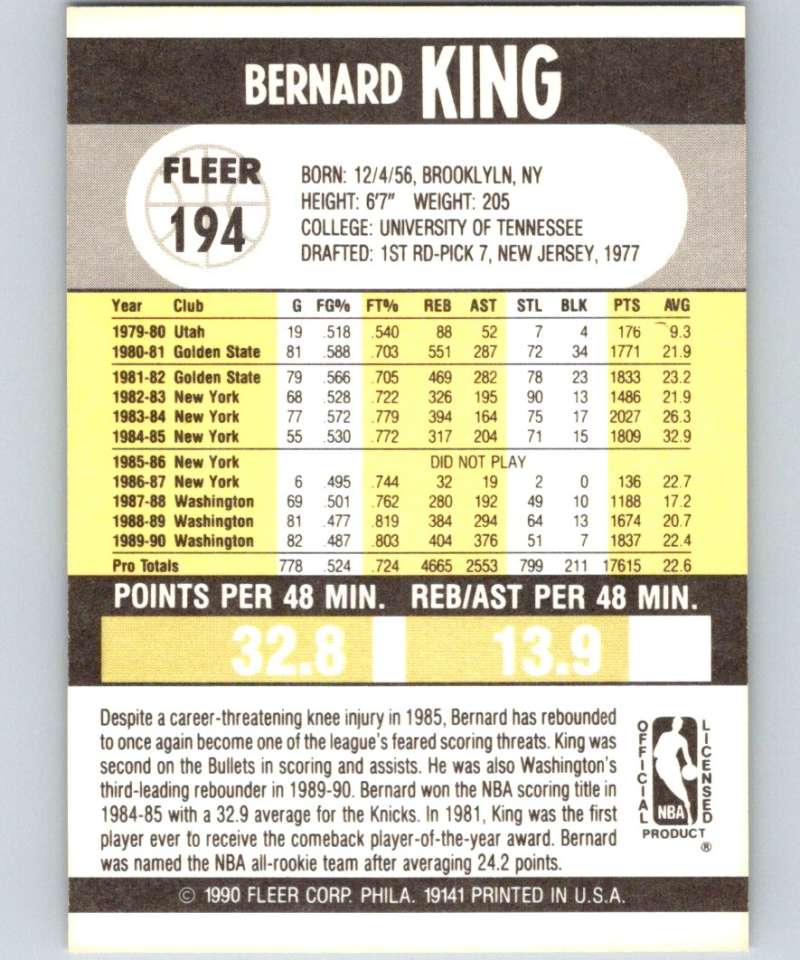 BERNARD KING
FLEER
194
BORN: 12/4/56, BROOKLYLN, NY
HEIGHT: 6'7" WEIGHT: 205
COLLEGE: UNIVERSITY OF TENNESSEE
DRAFTED: 1ST RD-PICK 7, NEW JERSEY, 1977
Year Club G FG% FT% REB AST STL BLK PTS AVG
1979-80 Utah 19 .518 .540 88 52 7 4 176 9.3
1980-81 Golden State 81 .588 .703 551 287 72 34 1771 21.9
1981-82 Golden State 79 .566 .705 469 282 78 23 1833 23.2
1982-83 New York 68 .528 .722 326 195 90 13 1486 21.9
1983-84 New York 77 .572 .779 394 164 75 17 2027 26.3
1984-85 New York 55 .530 .772 317 204 71 15 1809 32.9
1985-86 New York DID NOT PLAY
1986-87 New York 6 .495 .744 32 19 2 0 136 22.7
1987-88 Washington 69 .501 .762 280 192 49 10 1188 17.2
1988-89 Washington 81 .477 .819 384 294 64 13 1674 20.7
1989-90 Washington 82 .487 .803 404 376 51 7 1837 22.4
Pro Totals 778 .524 .724 4665 2553 799 211 17615 22.6
POINTS PER 48 MIN. REB/AST PER 48 MIN.
32.8 13.9
Despite a career-threatening knee injury in 1985, Bernard has rebounded
to once again become one of the league's feared scoring threats. King was
second on the Bullets in scoring and assists. He was also Washington's
third-leading rebounder in 1989-90. Bernard won the NBA scoring title in
1984-85 with a 32.9 average for the Knicks. In 1981, King was the first
player ever to receive the comeback player-of-the-year award. Bernard
was named the NBA all-rookie team after averaging 24.2 points.
OFFICIAL
NBA
LICENSED
PRODUCT ®
© 1990 FLEER CORP. PHILA. 19141 PRINTED IN U.S.A.